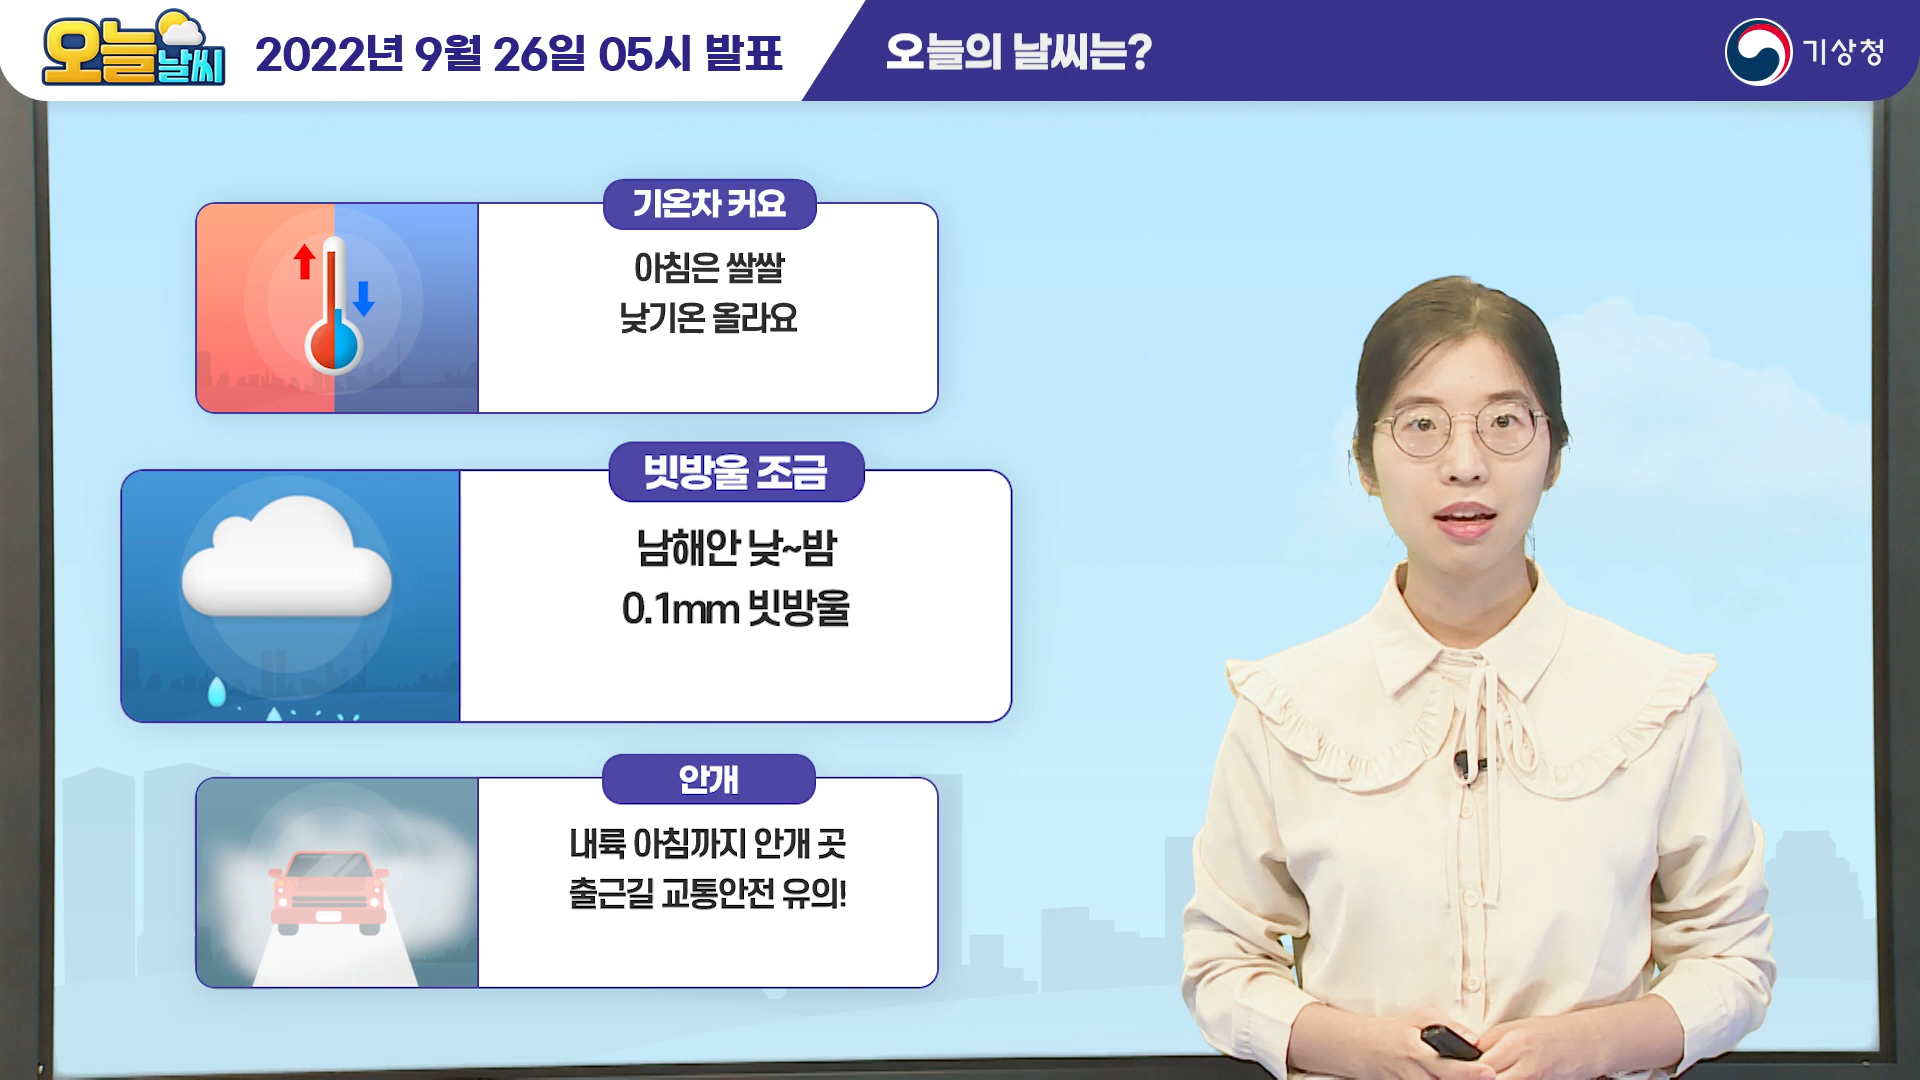 오늘날씨
2022년 9월 26일 05시 발표
오늘의 날씨는?
기상청
기온차 커요
아침은 쌀쌀
낮기온 올라요
빗방울 조금
남해안 낮~밤
0.1mm 빗방울
안개
내륙 아침까지 안개 곳
출근길 교통안전 유의!